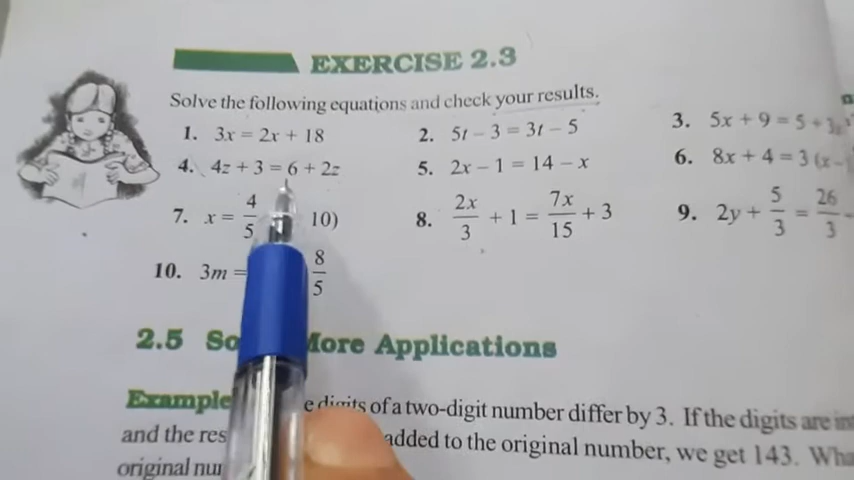 EXERCISE 2.3
Solve the following equations and check your results.
1. 3x = 2x + 18 2. 5t − 3 = 3t − 5 3. 5x + 9 = 5 + 3x
4. 4z + 3 = 6 + 2z 5. 2x − 1 = 14 − x 6. 8x + 4 = 3 (x −
7. x = 4/5 10) 8. 2x/3 + 1 = 7x/15 + 3 9. 2y + 5/3 = 26/3 −
10. 3m = 8/5
2.5 So More Applications
Example e digits of a two-digit number differ by 3. If the digits are in
and the res added to the original number, we get 143. Wha
original nu